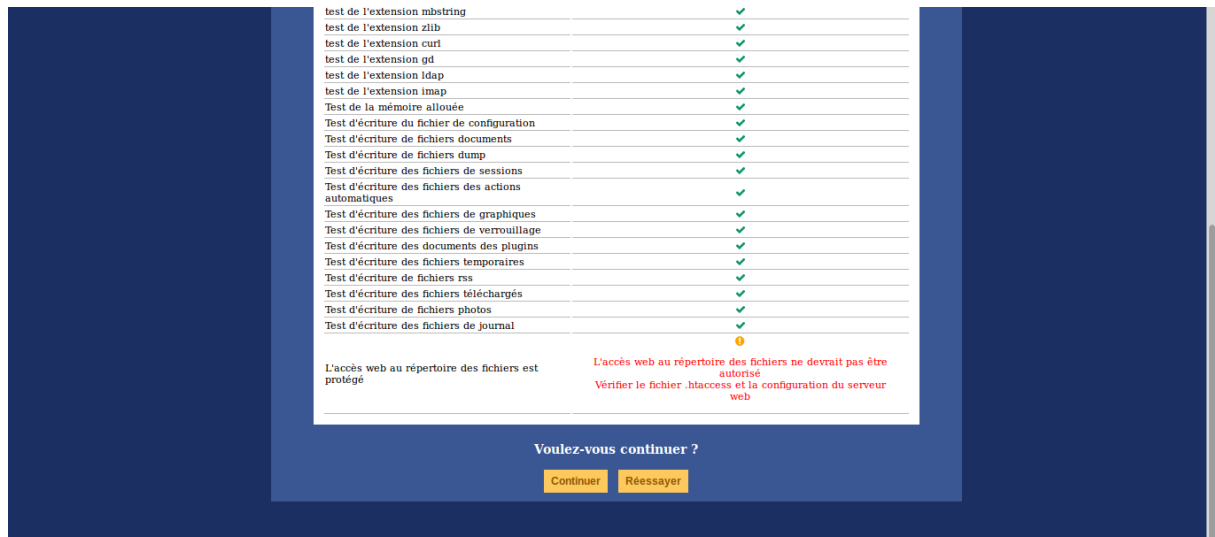 test de l'extension mbstring
test de l'extension zlib
test de l'extension curl
test de l'extension gd
test de l'extension ldap
test de l'extension imap
Test de la mémoire allouée
Test d'écriture du fichier de configuration
Test d'écriture de fichiers documents
Test d'écriture de fichiers dump
Test d'écriture des fichiers de sessions
Test d'écriture des fichiers des actions
automatiques
Test d'écriture des fichiers de graphiques
Test d'écriture des fichiers de verrouillage
Test d'écriture des documents des plugins
Test d'écriture des fichiers temporaires
Test d'écriture de fichiers rss
Test d'écriture des fichiers téléchargés
Test d'écriture de fichiers photos
Test d'écriture des fichiers de journal
L'accès web au répertoire des fichiers est
protégé
L'accès web au répertoire des fichiers ne devrait pas être
autorisé
Vérifier le fichier .htaccess et la configuration du serveur
web
Voulez-vous continuer ?
Continuer
Réessayer